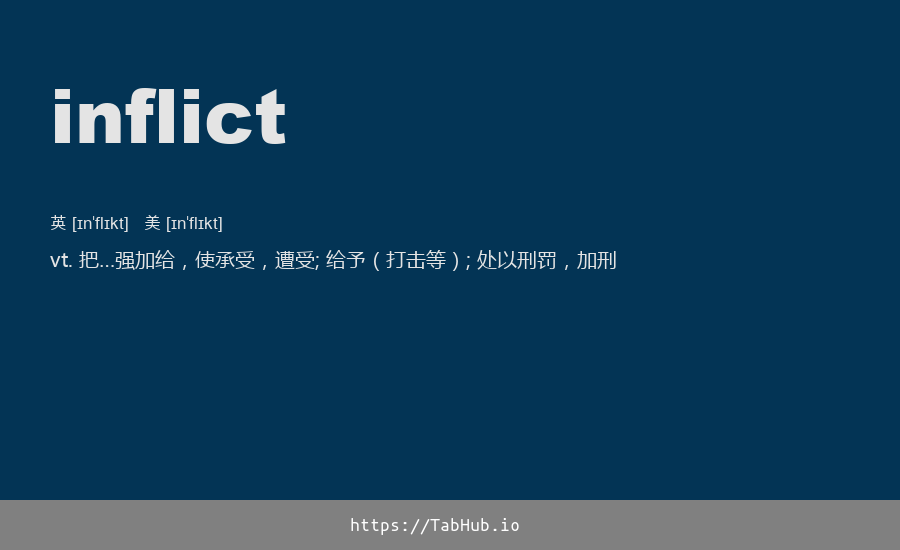 inflict
英 [ɪn'flɪkt] 美 [ɪn'flɪkt]
vt. 把...强加给，使承受，遭受; 给予（打击等）; 处以刑罚，加刑
https://TabHub.io